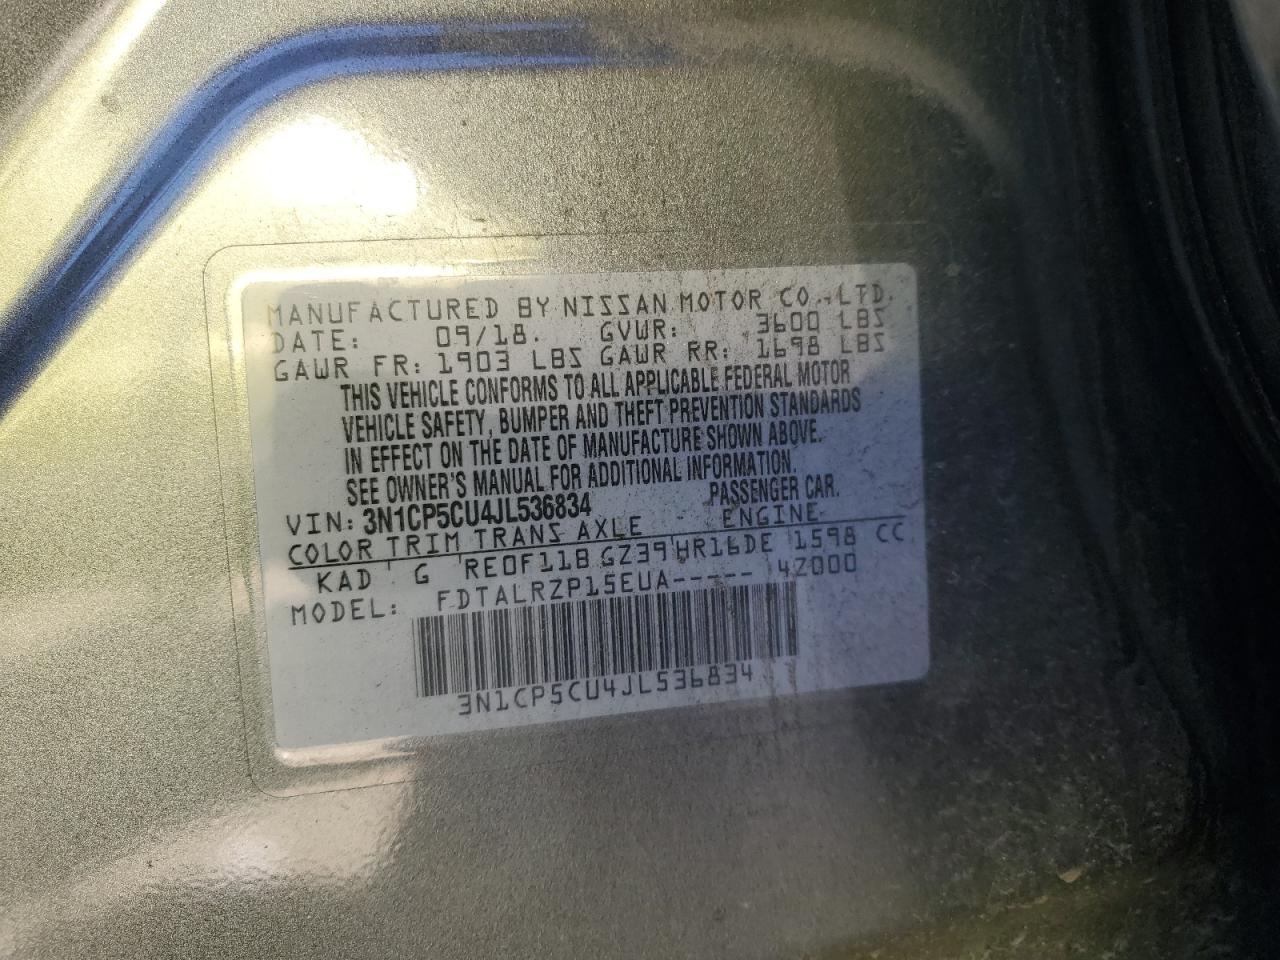 MANUFACTURED BY NISSAN MOTOR CO.,LTD.
DATE: 09/18. GVWR: 3600 LBS
GAWR FR: 1903 LBS GAWR RR: 1698 LBS
THIS VEHICLE CONFORMS TO ALL APPLICABLE FEDERAL MOTOR
VEHICLE SAFETY, BUMPER AND THEFT PREVENTION STANDARDS
IN EFFECT ON THE DATE OF MANUFACTURE SHOWN ABOVE.
SEE OWNER'S MANUAL FOR ADDITIONAL INFORMATION.
VIN: 3N1CP5CU4JL536834 PASSENGER CAR.
COLOR TRIM TRANS AXLE ENGINE
KAD G RE0F11B GZ39 HR16DE 1598 CC
MODEL: FDTALRZP15EUA----- 4Z000
3N1CP5CU4JL536834